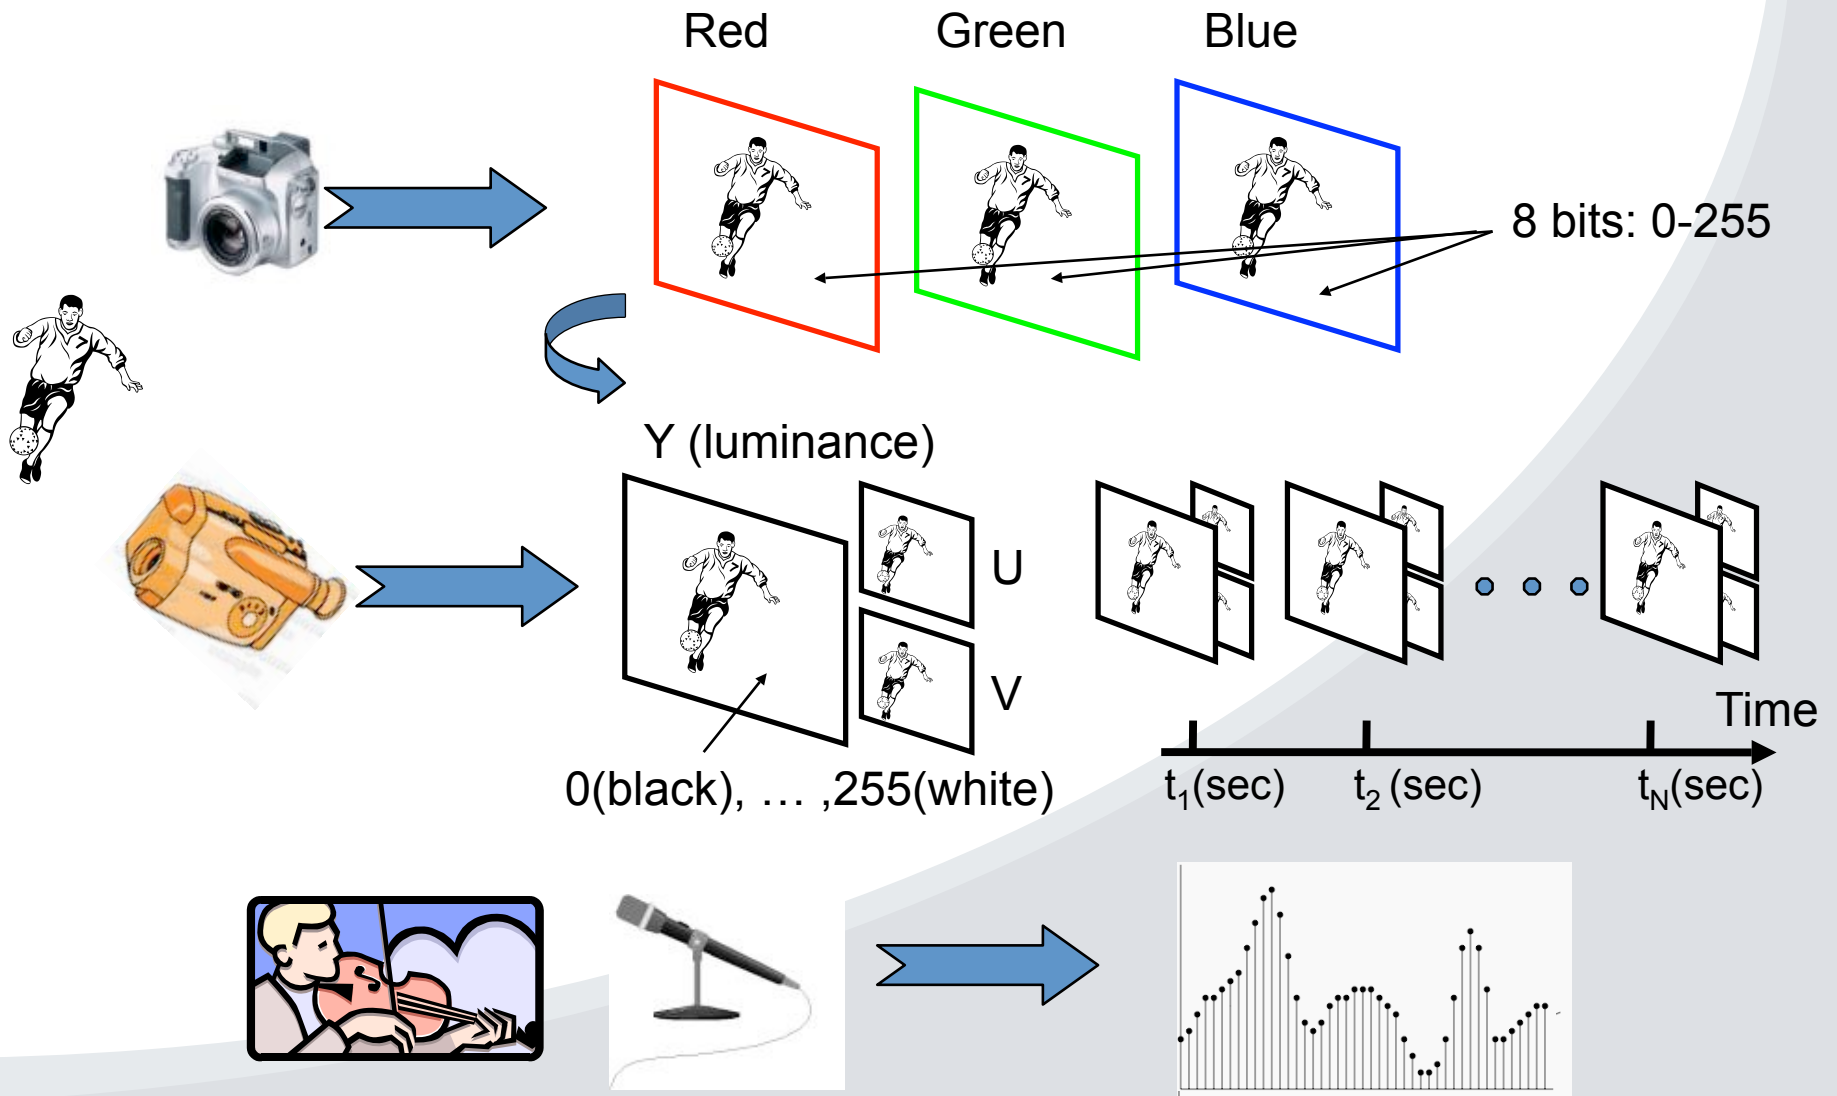 Red Green Blue
8 bits: 0-255
Y (luminance)
U
V
0(black), … ,255(white)
Time
t1(sec) t2 (sec) tN(sec)